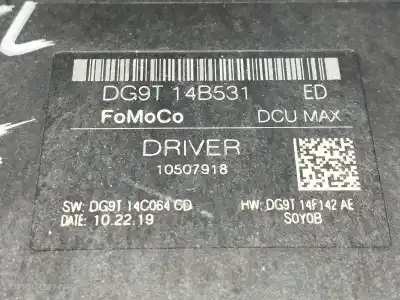 DG9T 14B531 ED
FoMoCo DCU MAX
DRIVER
10507918
SW: DG9T 14C064 CD HW: DG9T 14F142 AE
DATE: 10.22.19 S0Y0B